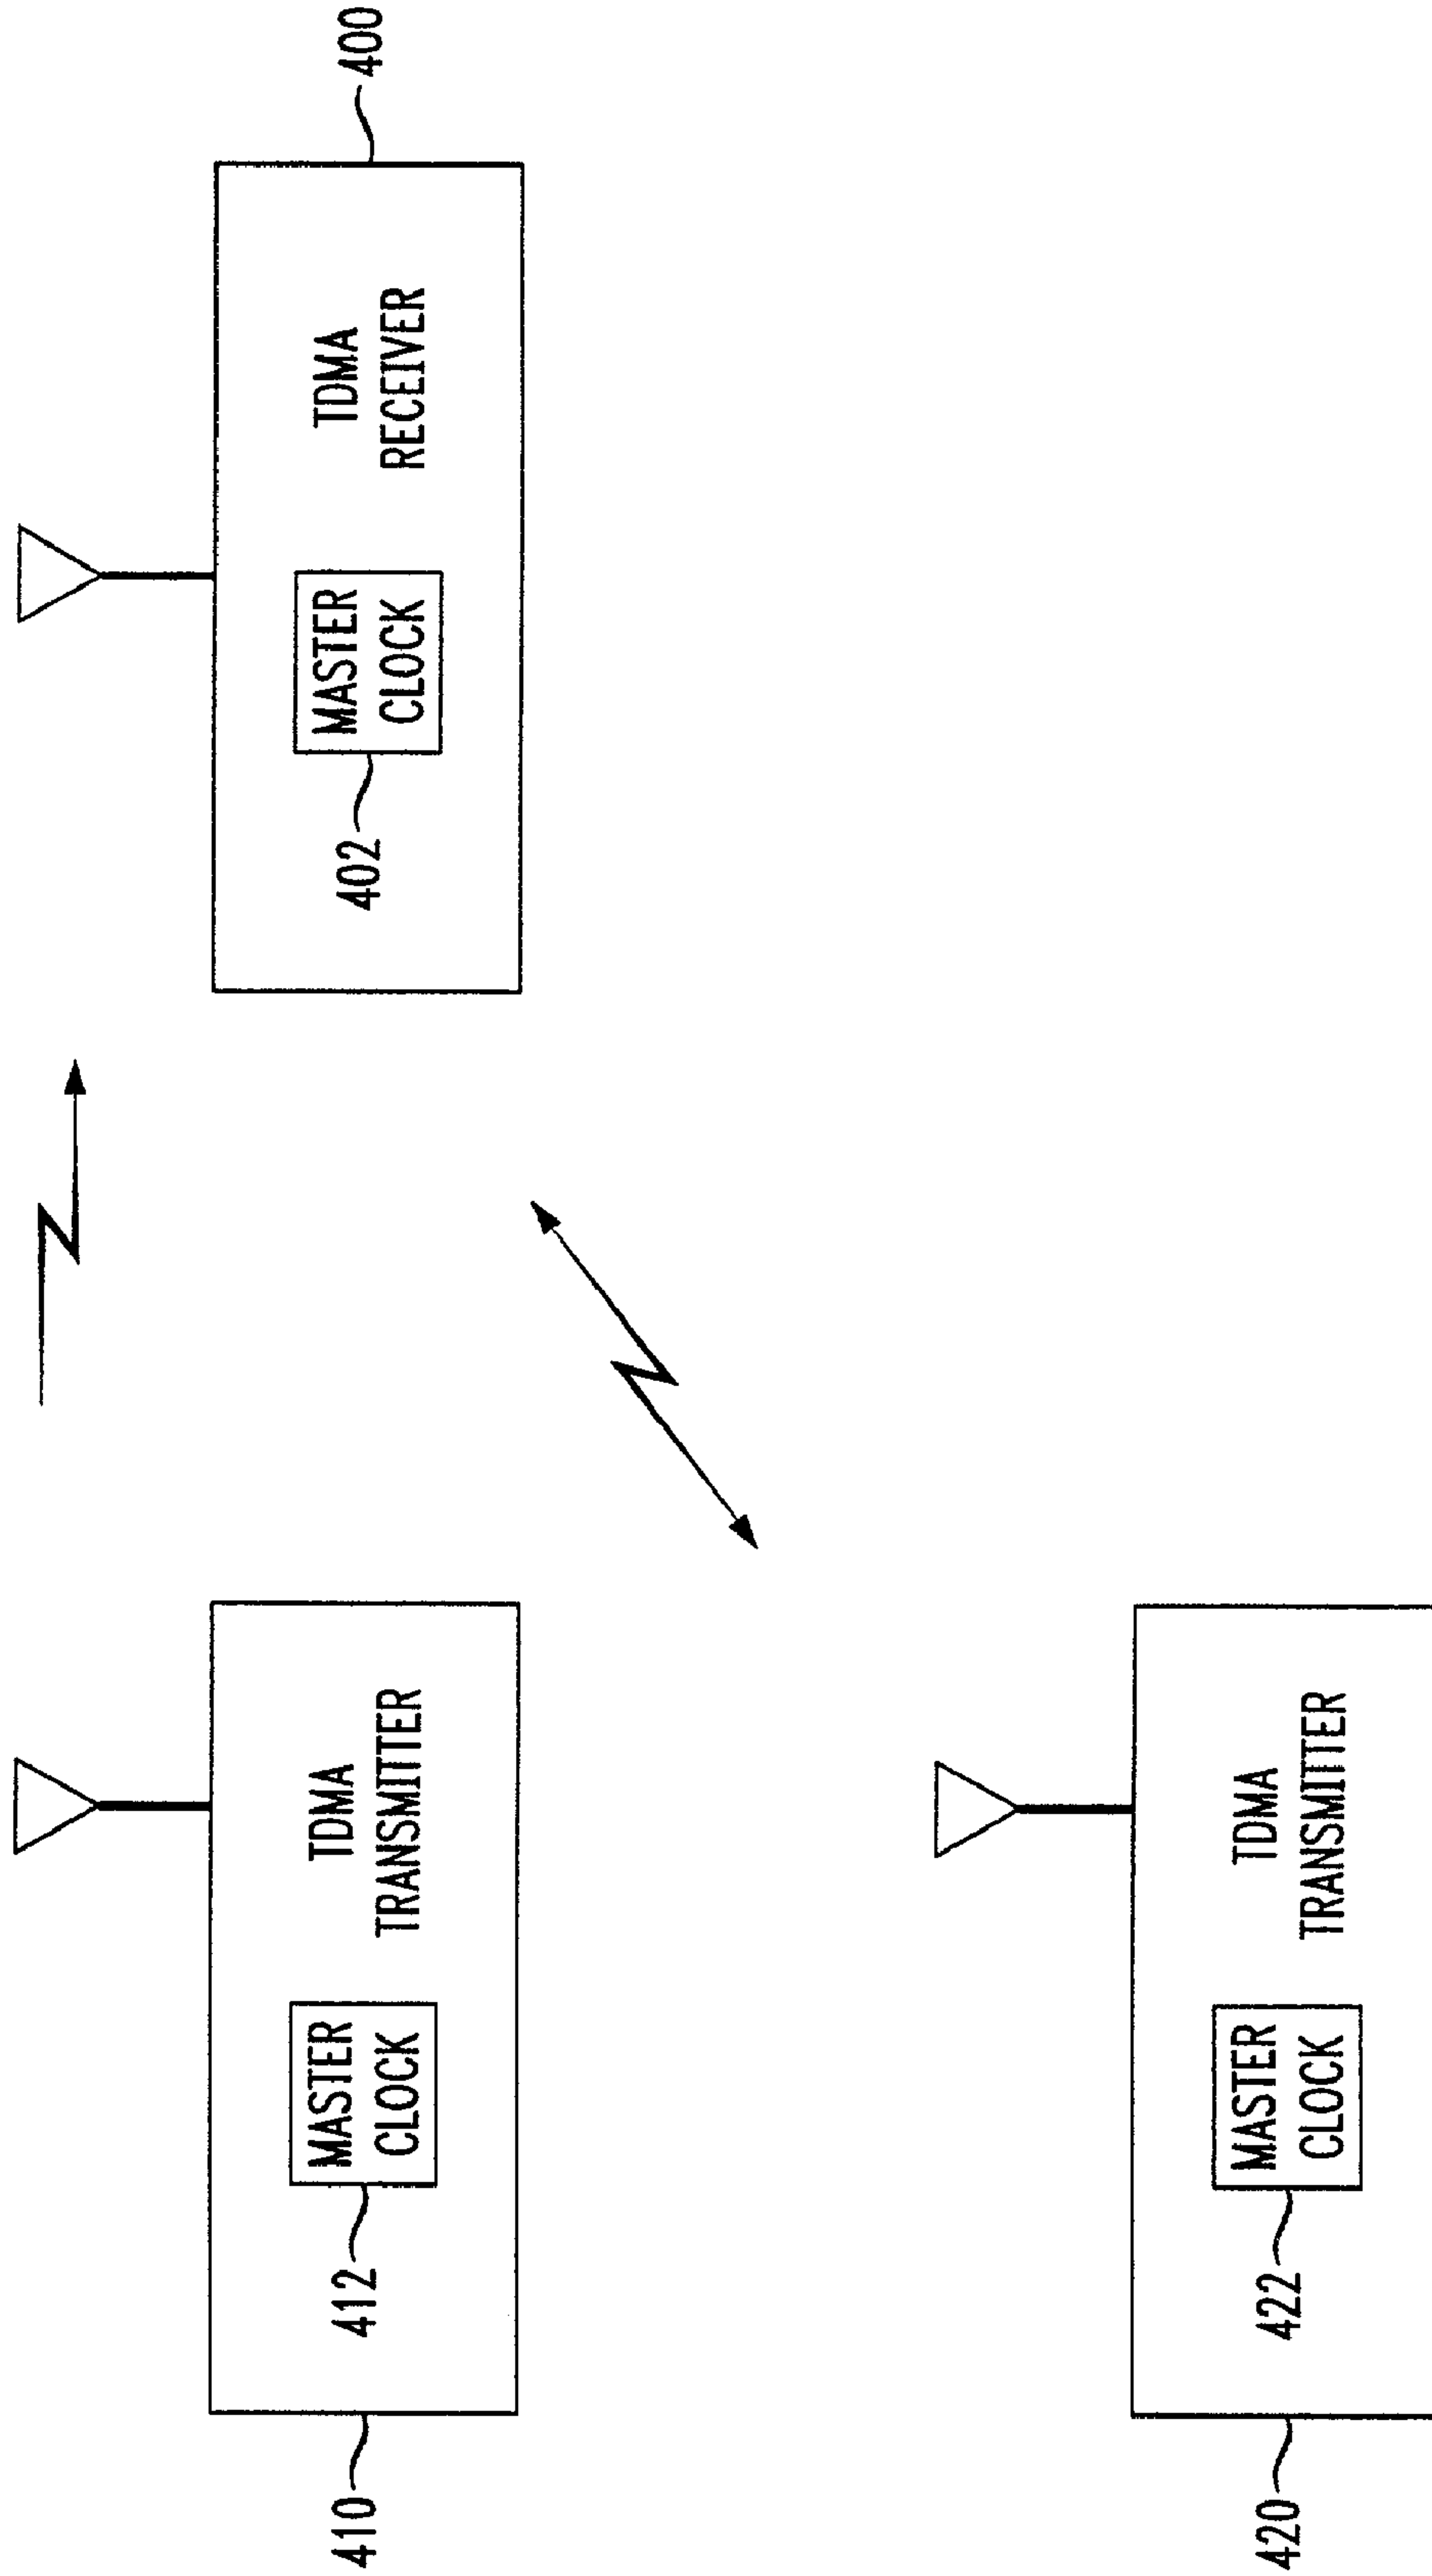 410
412
MASTER
CLOCK
TDMA
TRANSMITTER
402
MASTER
CLOCK
TDMA
RECEIVER
400
420
422
MASTER
CLOCK
TDMA
TRANSMITTER